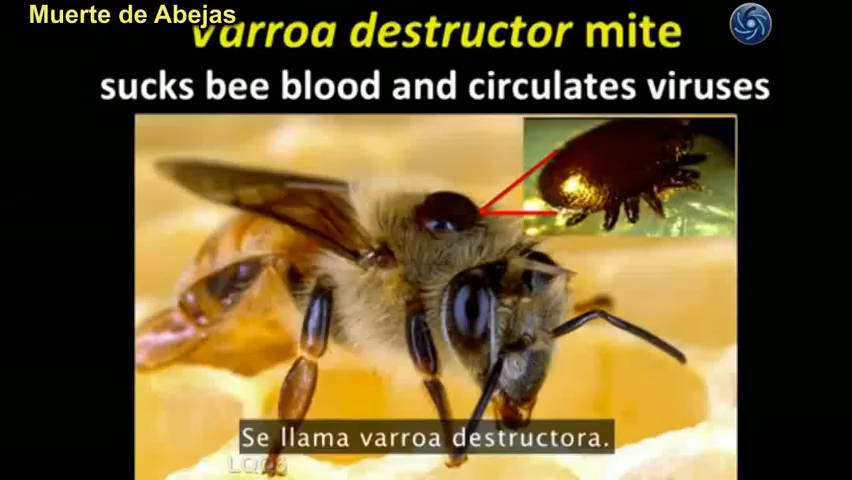 Muerte de Abejas
Varroa destructor mite
sucks bee blood and circulates viruses
Se llama varroa destructora.